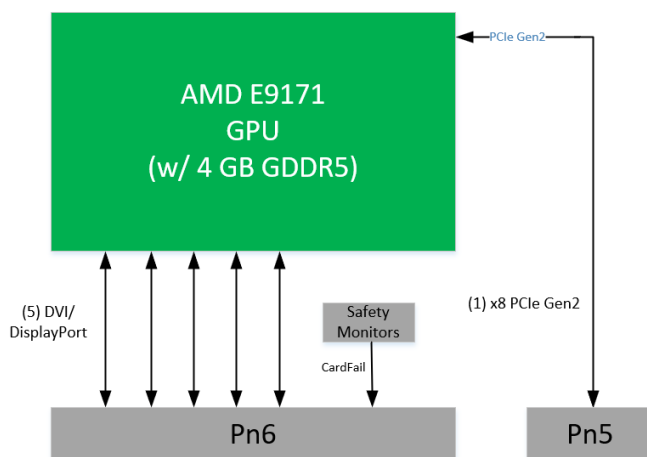 AMD E9171
GPU
(w/ 4 GB GDDR5)
PCIe Gen2
(5) DVI/
DisplayPort
Safety
Monitors
(1) x8 PCIe Gen2
CardFail
Pn6
Pn5